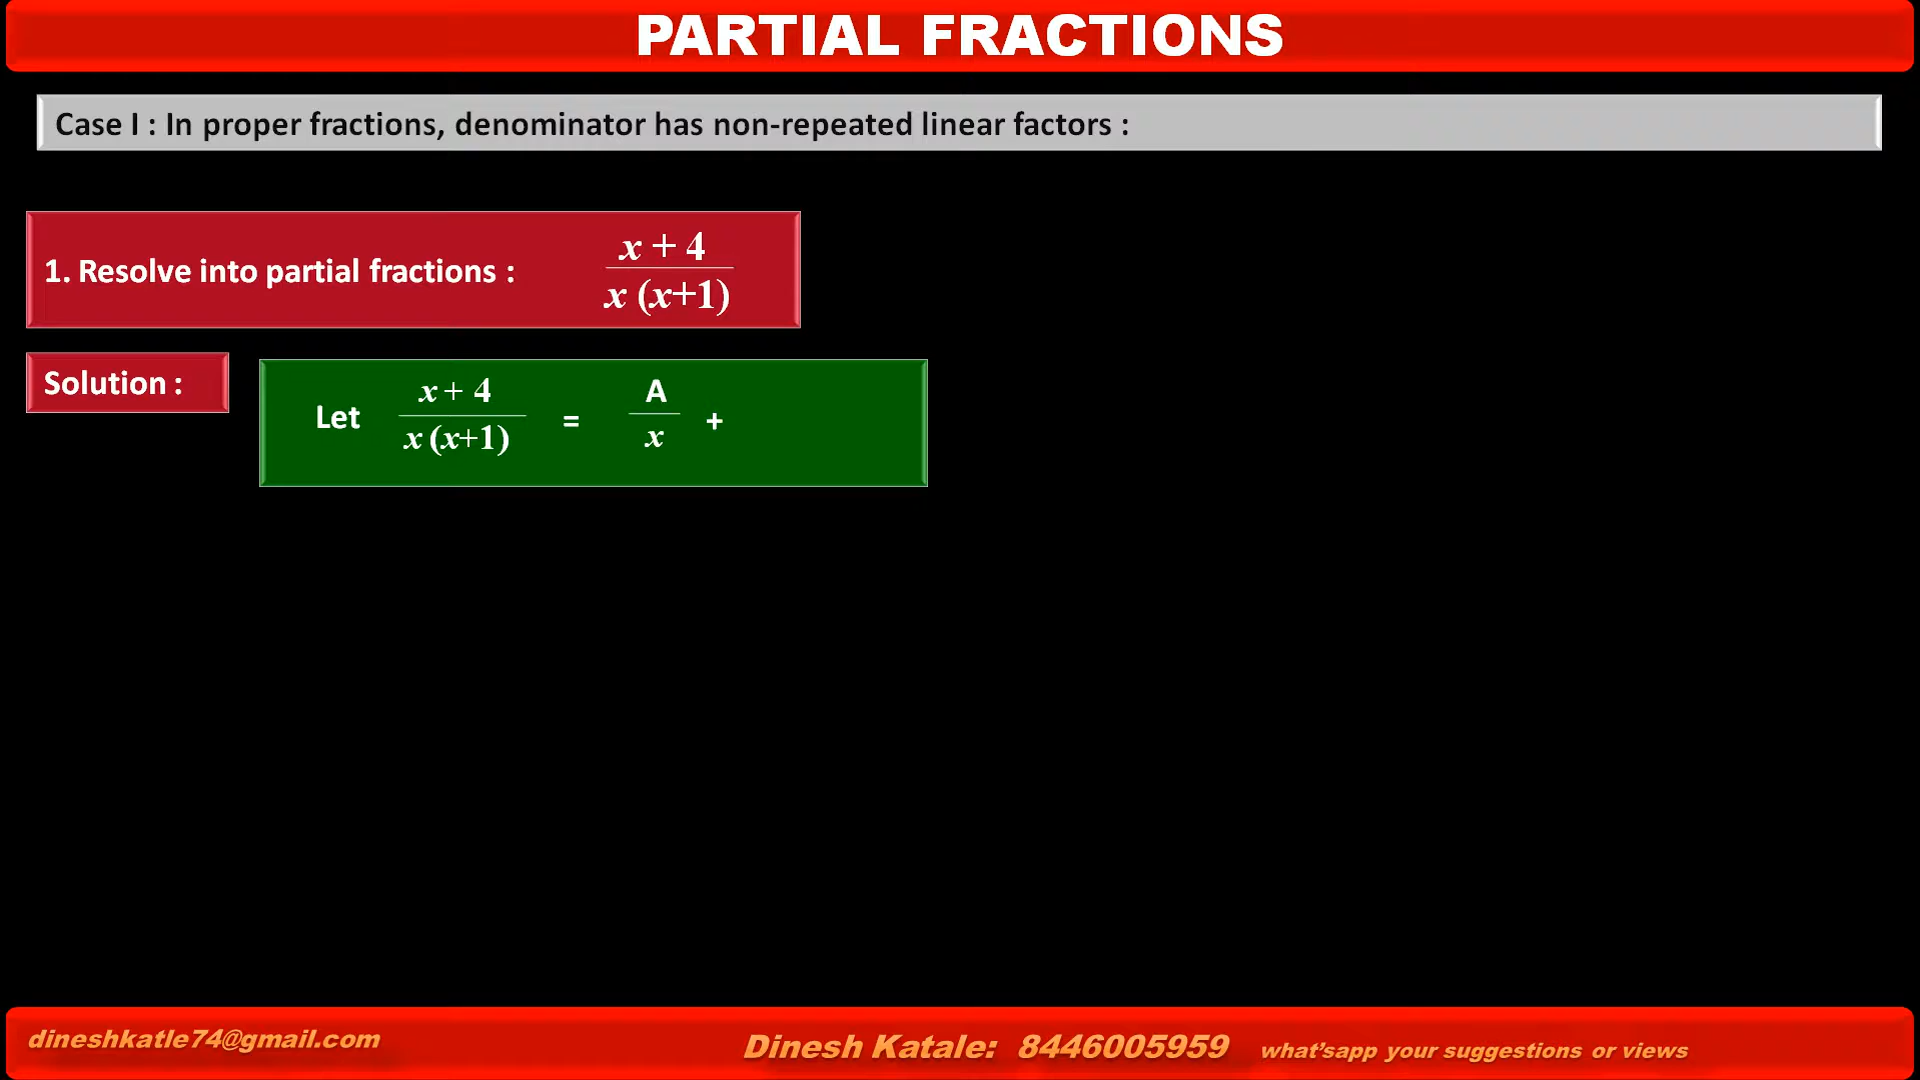 PARTIAL FRACTIONS
Case I : In proper fractions, denominator has non-repeated linear factors :
1. Resolve into partial fractions :
x + 4
x (x+1)
Solution :
Let
x + 4
x (x+1)
=
A
x
+
dineshkatle74@gmail.com
Dinesh Katale: 8446005959 what’sapp your suggestions or views